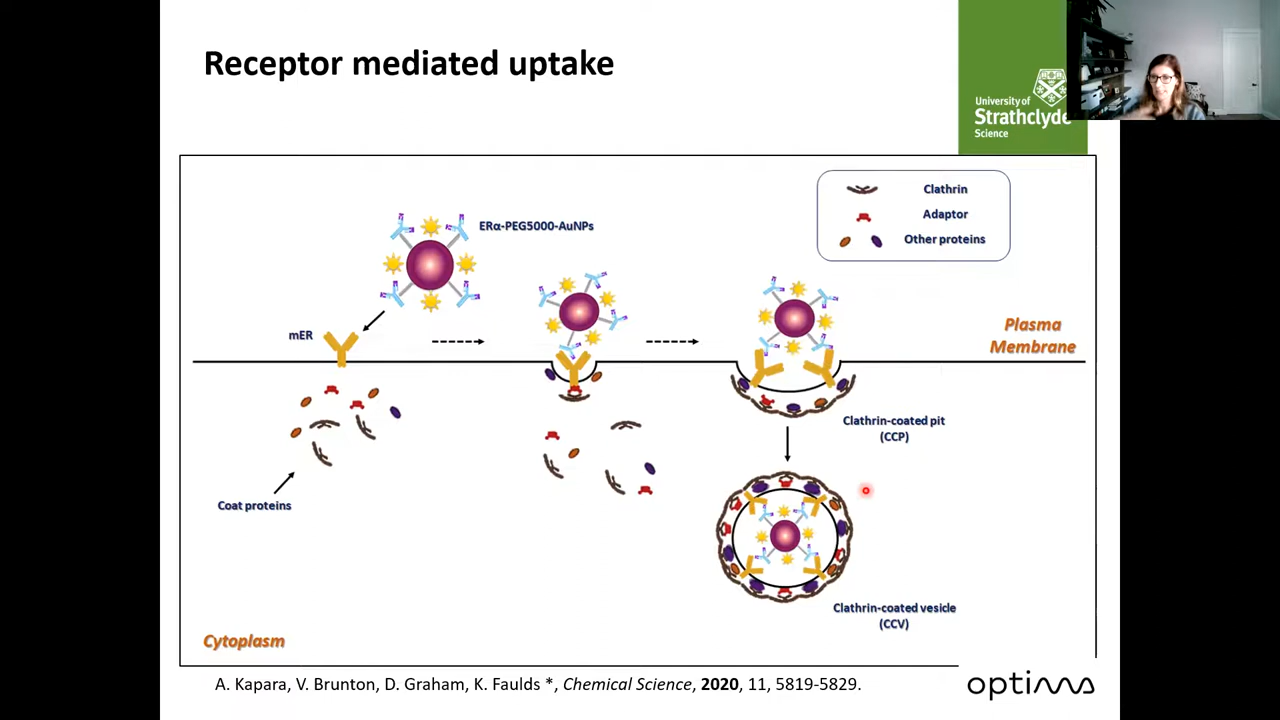 Receptor mediated uptake
University of
Strathclyde
Science
Clathrin
Adaptor
Other proteins
ERα-PEG5000-AuNPs
mER
Plasma
Membrane
Clathrin-coated pit
(CCP)
Coat proteins
Clathrin-coated vesicle
(CCV)
Cytoplasm
A. Kapara, V. Brunton, D. Graham, K. Faulds *, Chemical Science, 2020, 11, 5819-5829.
optima